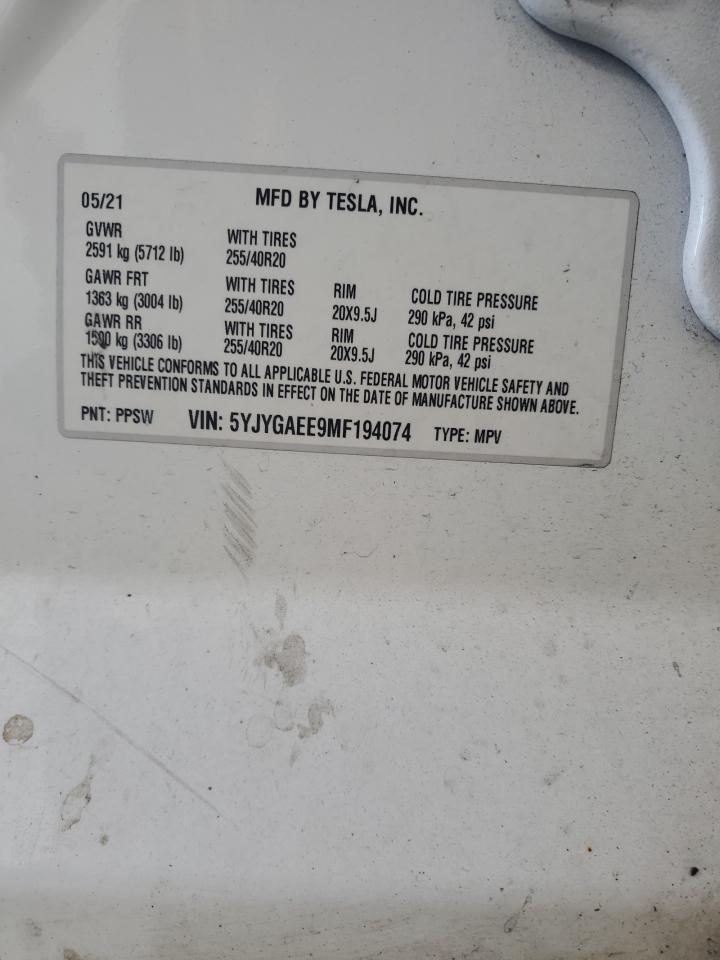 05/21 MFD BY TESLA, INC.
GVWR WITH TIRES
2591 kg (5712 lb) 255/40R20
GAWR FRT WITH TIRES RIM COLD TIRE PRESSURE
1363 kg (3004 lb) 255/40R20 20X9.5J 290 kPa, 42 psi
GAWR RR WITH TIRES RIM COLD TIRE PRESSURE
1500 kg (3306 lb) 255/40R20 20X9.5J 290 kPa, 42 psi
THIS VEHICLE CONFORMS TO ALL APPLICABLE U.S. FEDERAL MOTOR VEHICLE SAFETY AND
THEFT PREVENTION STANDARDS IN EFFECT ON THE DATE OF MANUFACTURE SHOWN ABOVE.
PNT: PPSW VIN: 5YJYGAEE9MF194074 TYPE: MPV